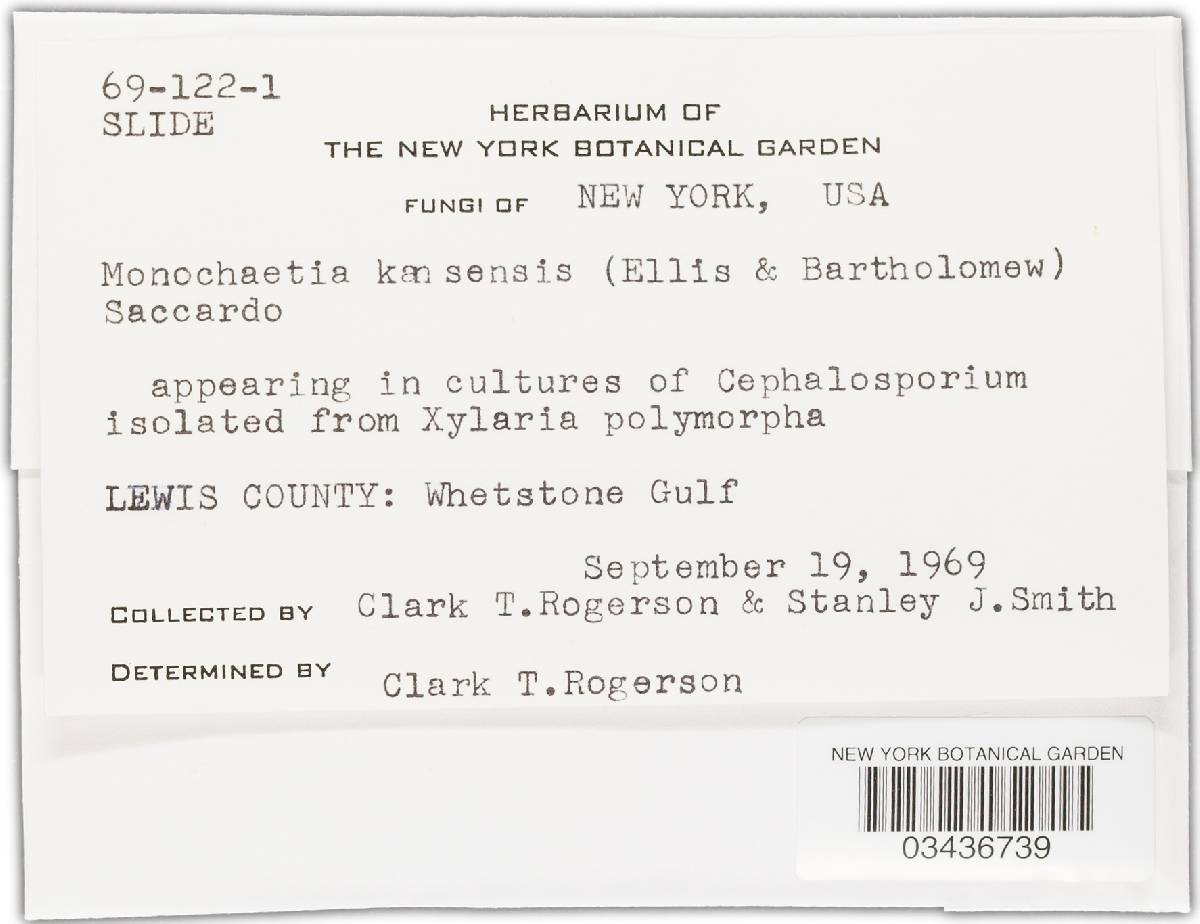 69-122-1
SLIDE
HERBARIUM OF
THE NEW YORK BOTANICAL GARDEN
FUNGI OF NEW YORK, USA
Monochaetia kansensis (Ellis & Bartholomew)
Saccardo
appearing in cultures of Cephalosporium
isolated from Xylaria polymorpha
LEWIS COUNTY: Whetstone Gulf
September 19, 1969
COLLECTED BY Clark T.Rogerson & Stanley J.Smith
DETERMINED BY Clark T.Rogerson
NEW YORK BOTANICAL GARDEN
03436739